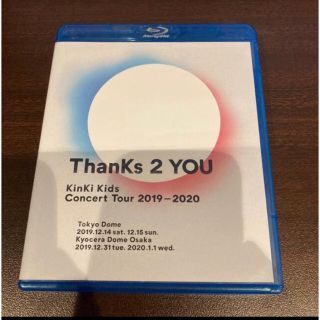 Blu-ray Disc
ThanKs 2 YOU
KinKi Kids
Concert Tour 2019-2020
Tokyo Dome
2019.12.14 sat. 12.15 sun.
Kyocera Dome Osaka
2019.12.31 tue. 2020.1.1 wed.